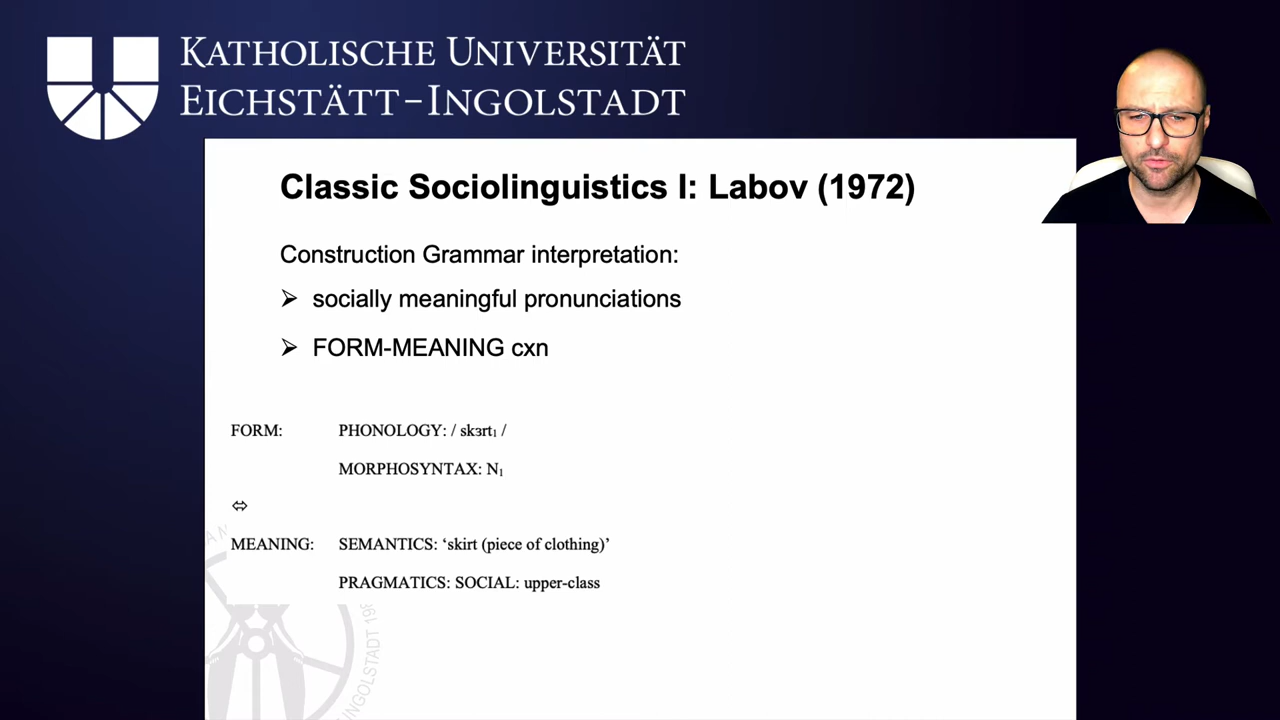 KATHOLISCHE UNIVERSITÄT
EICHSTÄTT-INGOLSTADT
Classic Sociolinguistics I: Labov (1972)
Construction Grammar interpretation:
➢ socially meaningful pronunciations
➢ FORM-MEANING cxn
FORM: PHONOLOGY: / skɜrt₁ /
MORPHOSYNTAX: N₁
⇔
MEANING: SEMANTICS: ‘skirt (piece of clothing)’
PRAGMATICS: SOCIAL: upper-class
INGOLSTADT